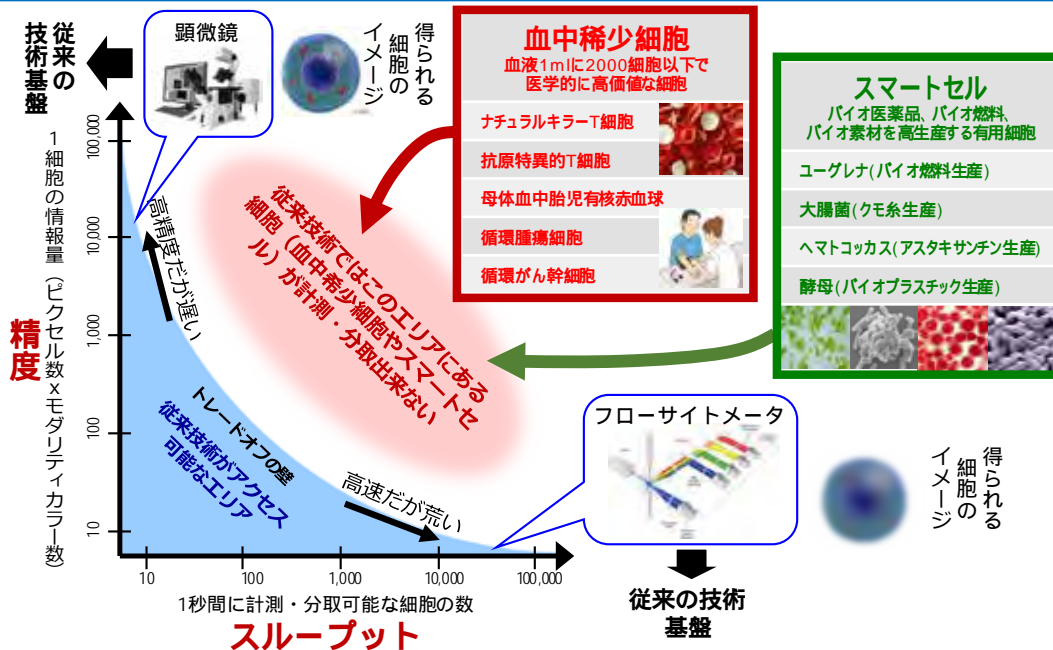 従来の
技術基盤
顕微鏡
得られる
細胞の
イメージ
血中稀少細胞
血液1mlに2000細胞以下で
医学的に高価値な細胞
ナチュラルキラーT細胞
抗原特異的T細胞
母体血中胎児有核赤血球
循環腫瘍細胞
循環がん幹細胞
スマートセル
バイオ医薬品、バイオ燃料、
バイオ素材を高生産する有用細胞
ユーグレナ(バイオ燃料生産)
大腸菌(クモ糸生産)
ヘマトコッカス(アスタキサンチン生産)
酵母(バイオプラスチック生産)
精度
1細胞の情報量（ピクセル数xモダリティカラー数）
100,000
10,000
1,000
100
10
高精度だが遅い
従来技術ではこのエリアにある
細胞（血中希少細胞やスマートセ
ル）が計測・分取出来ない
トレードオフの壁
従来技術がアクセス
可能なエリア
高速だが荒い
フローサイトメータ
得られる
細胞の
イメージ
10
100
1,000
10,000
100,000
1秒間に計測・分取可能な細胞の数
スループット
従来の技術
基盤